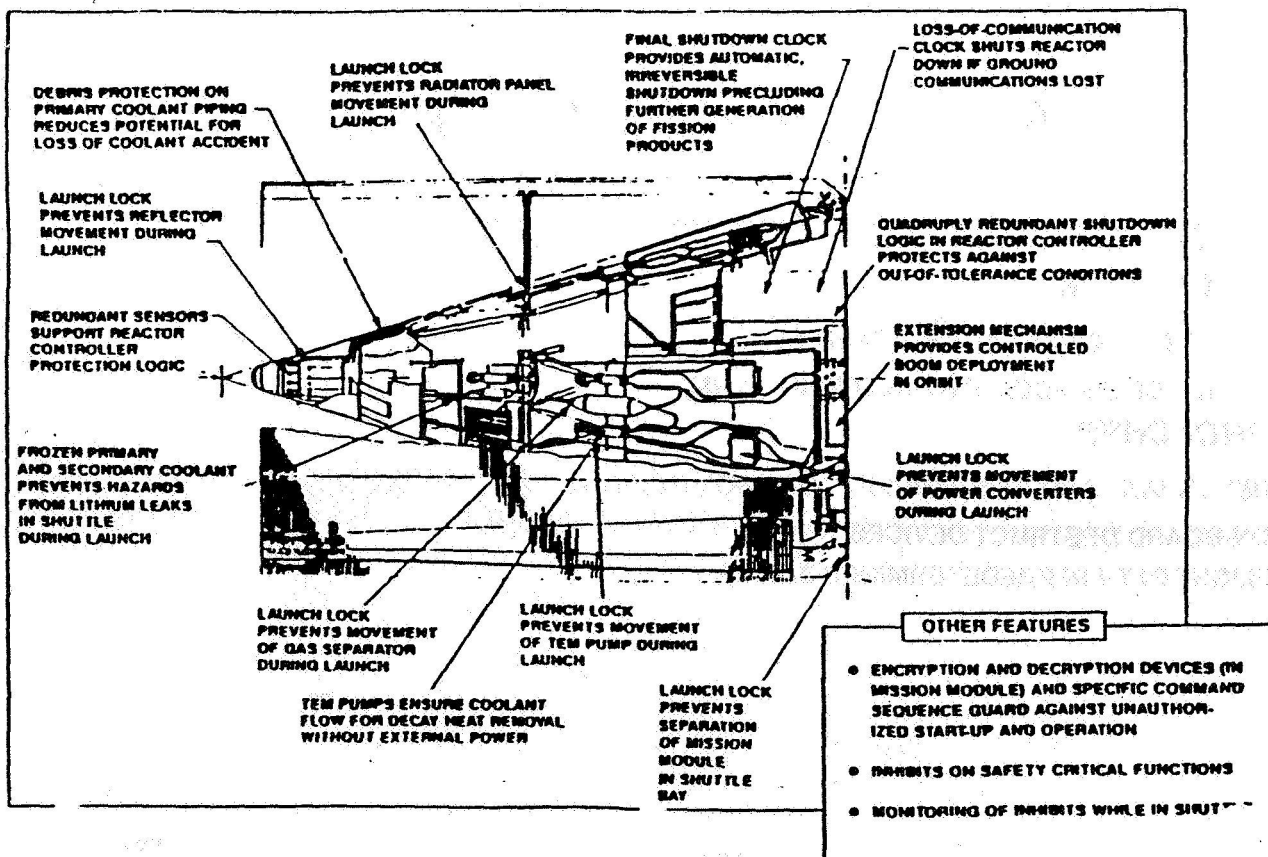 DEBRIS PROTECTION ON
PRIMARY COOLANT PIPING
REDUCES POTENTIAL FOR
LOSS OF COOLANT ACCIDENT
LAUNCH LOCK
PREVENTS RADIATOR PANEL
MOVEMENT DURING
LAUNCH
FINAL SHUTDOWN CLOCK
PROVIDES AUTOMATIC,
IRREVERSIBLE
SHUTDOWN PRECLUDING
FURTHER GENERATION
OF FISSION
PRODUCTS
LOSS-OF-COMMUNICATION
CLOCK SHUTS REACTOR
DOWN IF GROUND
COMMUNICATIONS LOST
LAUNCH LOCK
PREVENTS REFLECTOR
MOVEMENT DURING
LAUNCH
QUADRUPLY REDUNDANT SHUTDOWN
LOGIC IN REACTOR CONTROLLER
PROTECTS AGAINST
OUT-OF-TOLERANCE CONDITIONS
REDUNDANT SENSORS
SUPPORT REACTOR
CONTROLLER
PROTECTION LOGIC
EXTENSION MECHANISM
PROVIDES CONTROLLED
BOOM DEPLOYMENT
IN ORBIT
FROZEN PRIMARY
AND SECONDARY COOLANT
PREVENTS HAZARDS
FROM LITHIUM LEAKS
IN SHUTTLE
DURING LAUNCH
LAUNCH LOCK
PREVENTS MOVEMENT
OF POWER CONVERTERS
DURING LAUNCH
LAUNCH LOCK
PREVENTS MOVEMENT
OF GAS SEPARATOR
DURING LAUNCH
LAUNCH LOCK
PREVENTS MOVEMENT
OF TEM PUMP DURING
LAUNCH
TEM PUMPS ENSURE COOLANT
FLOW FOR DECAY HEAT REMOVAL
WITHOUT EXTERNAL POWER
LAUNCH LOCK
PREVENTS
SEPARATION
OF MISSION
MODULE
IN SHUTTLE
BAY
OTHER FEATURES
• ENCRYPTION AND DECRYPTION DEVICES (IN
MISSION MODULE) AND SPECIFIC COMMAND
SEQUENCE GUARD AGAINST UNAUTHOR-
IZED START-UP AND OPERATION
• INHIBITS ON SAFETY CRITICAL FUNCTIONS
• MONITORING OF INHIBITS WHILE IN SHUT